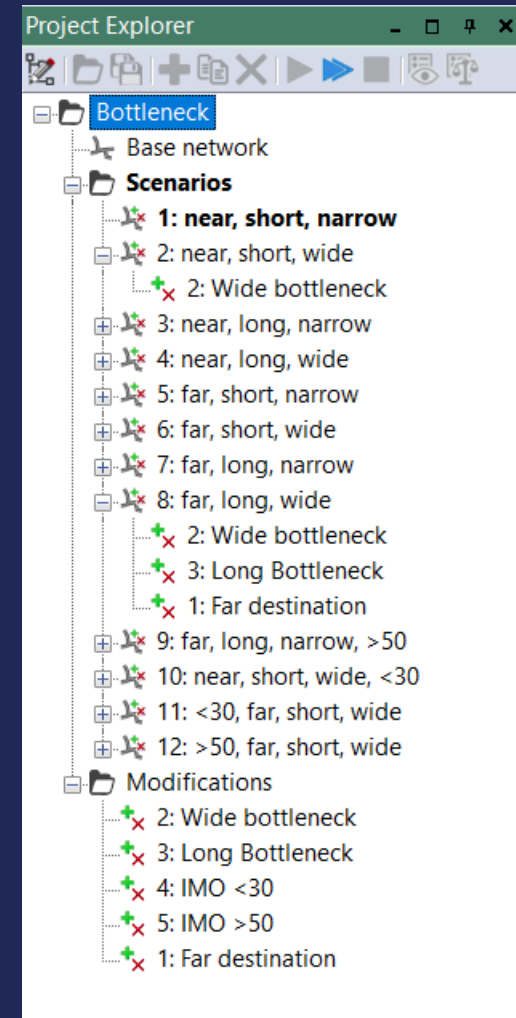 Project Explorer
Bottleneck
Base network
Scenarios
1: near, short, narrow
2: near, short, wide
2: Wide bottleneck
3: near, long, narrow
4: near, long, wide
5: far, short, narrow
6: far, short, wide
7: far, long, narrow
8: far, long, wide
2: Wide bottleneck
3: Long Bottleneck
1: Far destination
9: far, long, narrow, >50
10: near, short, wide, <30
11: <30, far, short, wide
12: >50, far, short, wide
Modifications
2: Wide bottleneck
3: Long Bottleneck
4: IMO <30
5: IMO >50
1: Far destination